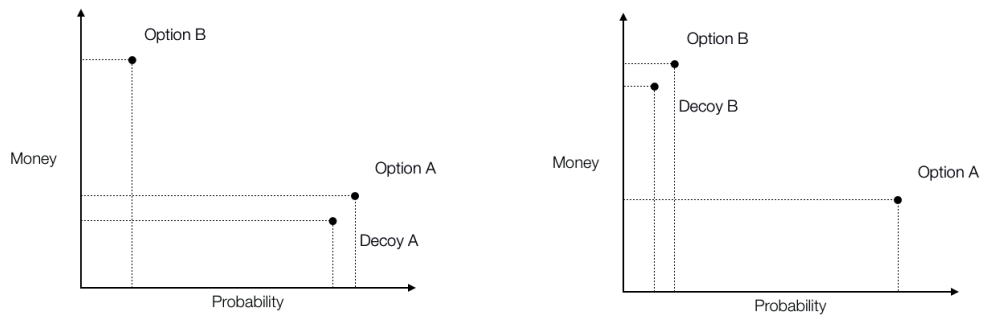 Option B
Money
Option A
Decoy A
Probability
Option B
Decoy B
Money
Option A
Probability